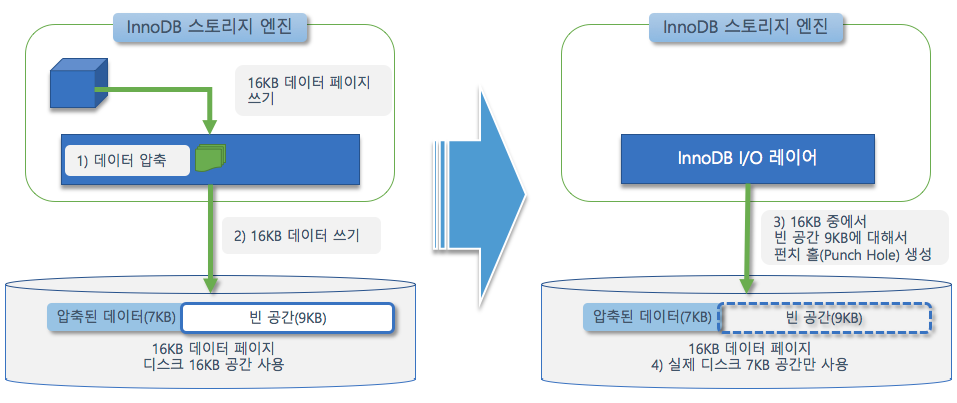 InnoDB 스토리지 엔진
16KB 데이터 페이지
쓰기
1) 데이터 압축
2) 16KB 데이터 쓰기
압축된 데이터(7KB)
빈 공간(9KB)
16KB 데이터 페이지
디스크 16KB 공간 사용
InnoDB 스토리지 엔진
InnoDB I/O 레이어
3) 16KB 중에서
빈 공간 9KB에 대해서
펀치 홀(Punch Hole) 생성
압축된 데이터(7KB)
빈 공간(9KB)
16KB 데이터 페이지
4) 실제 디스크 7KB 공간만 사용